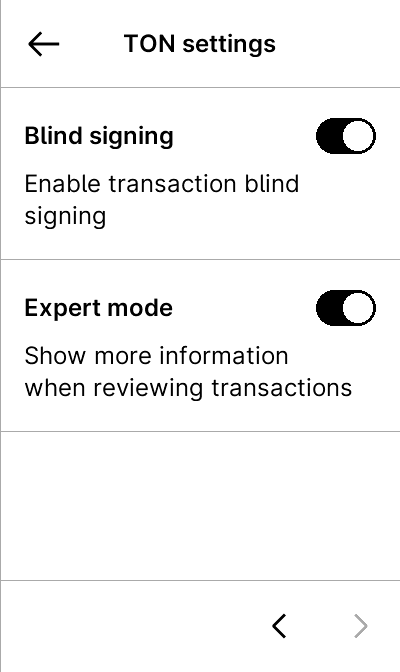 TON settings
Blind signing
Enable transaction blind
signing
Expert mode
Show more information
when reviewing transactions